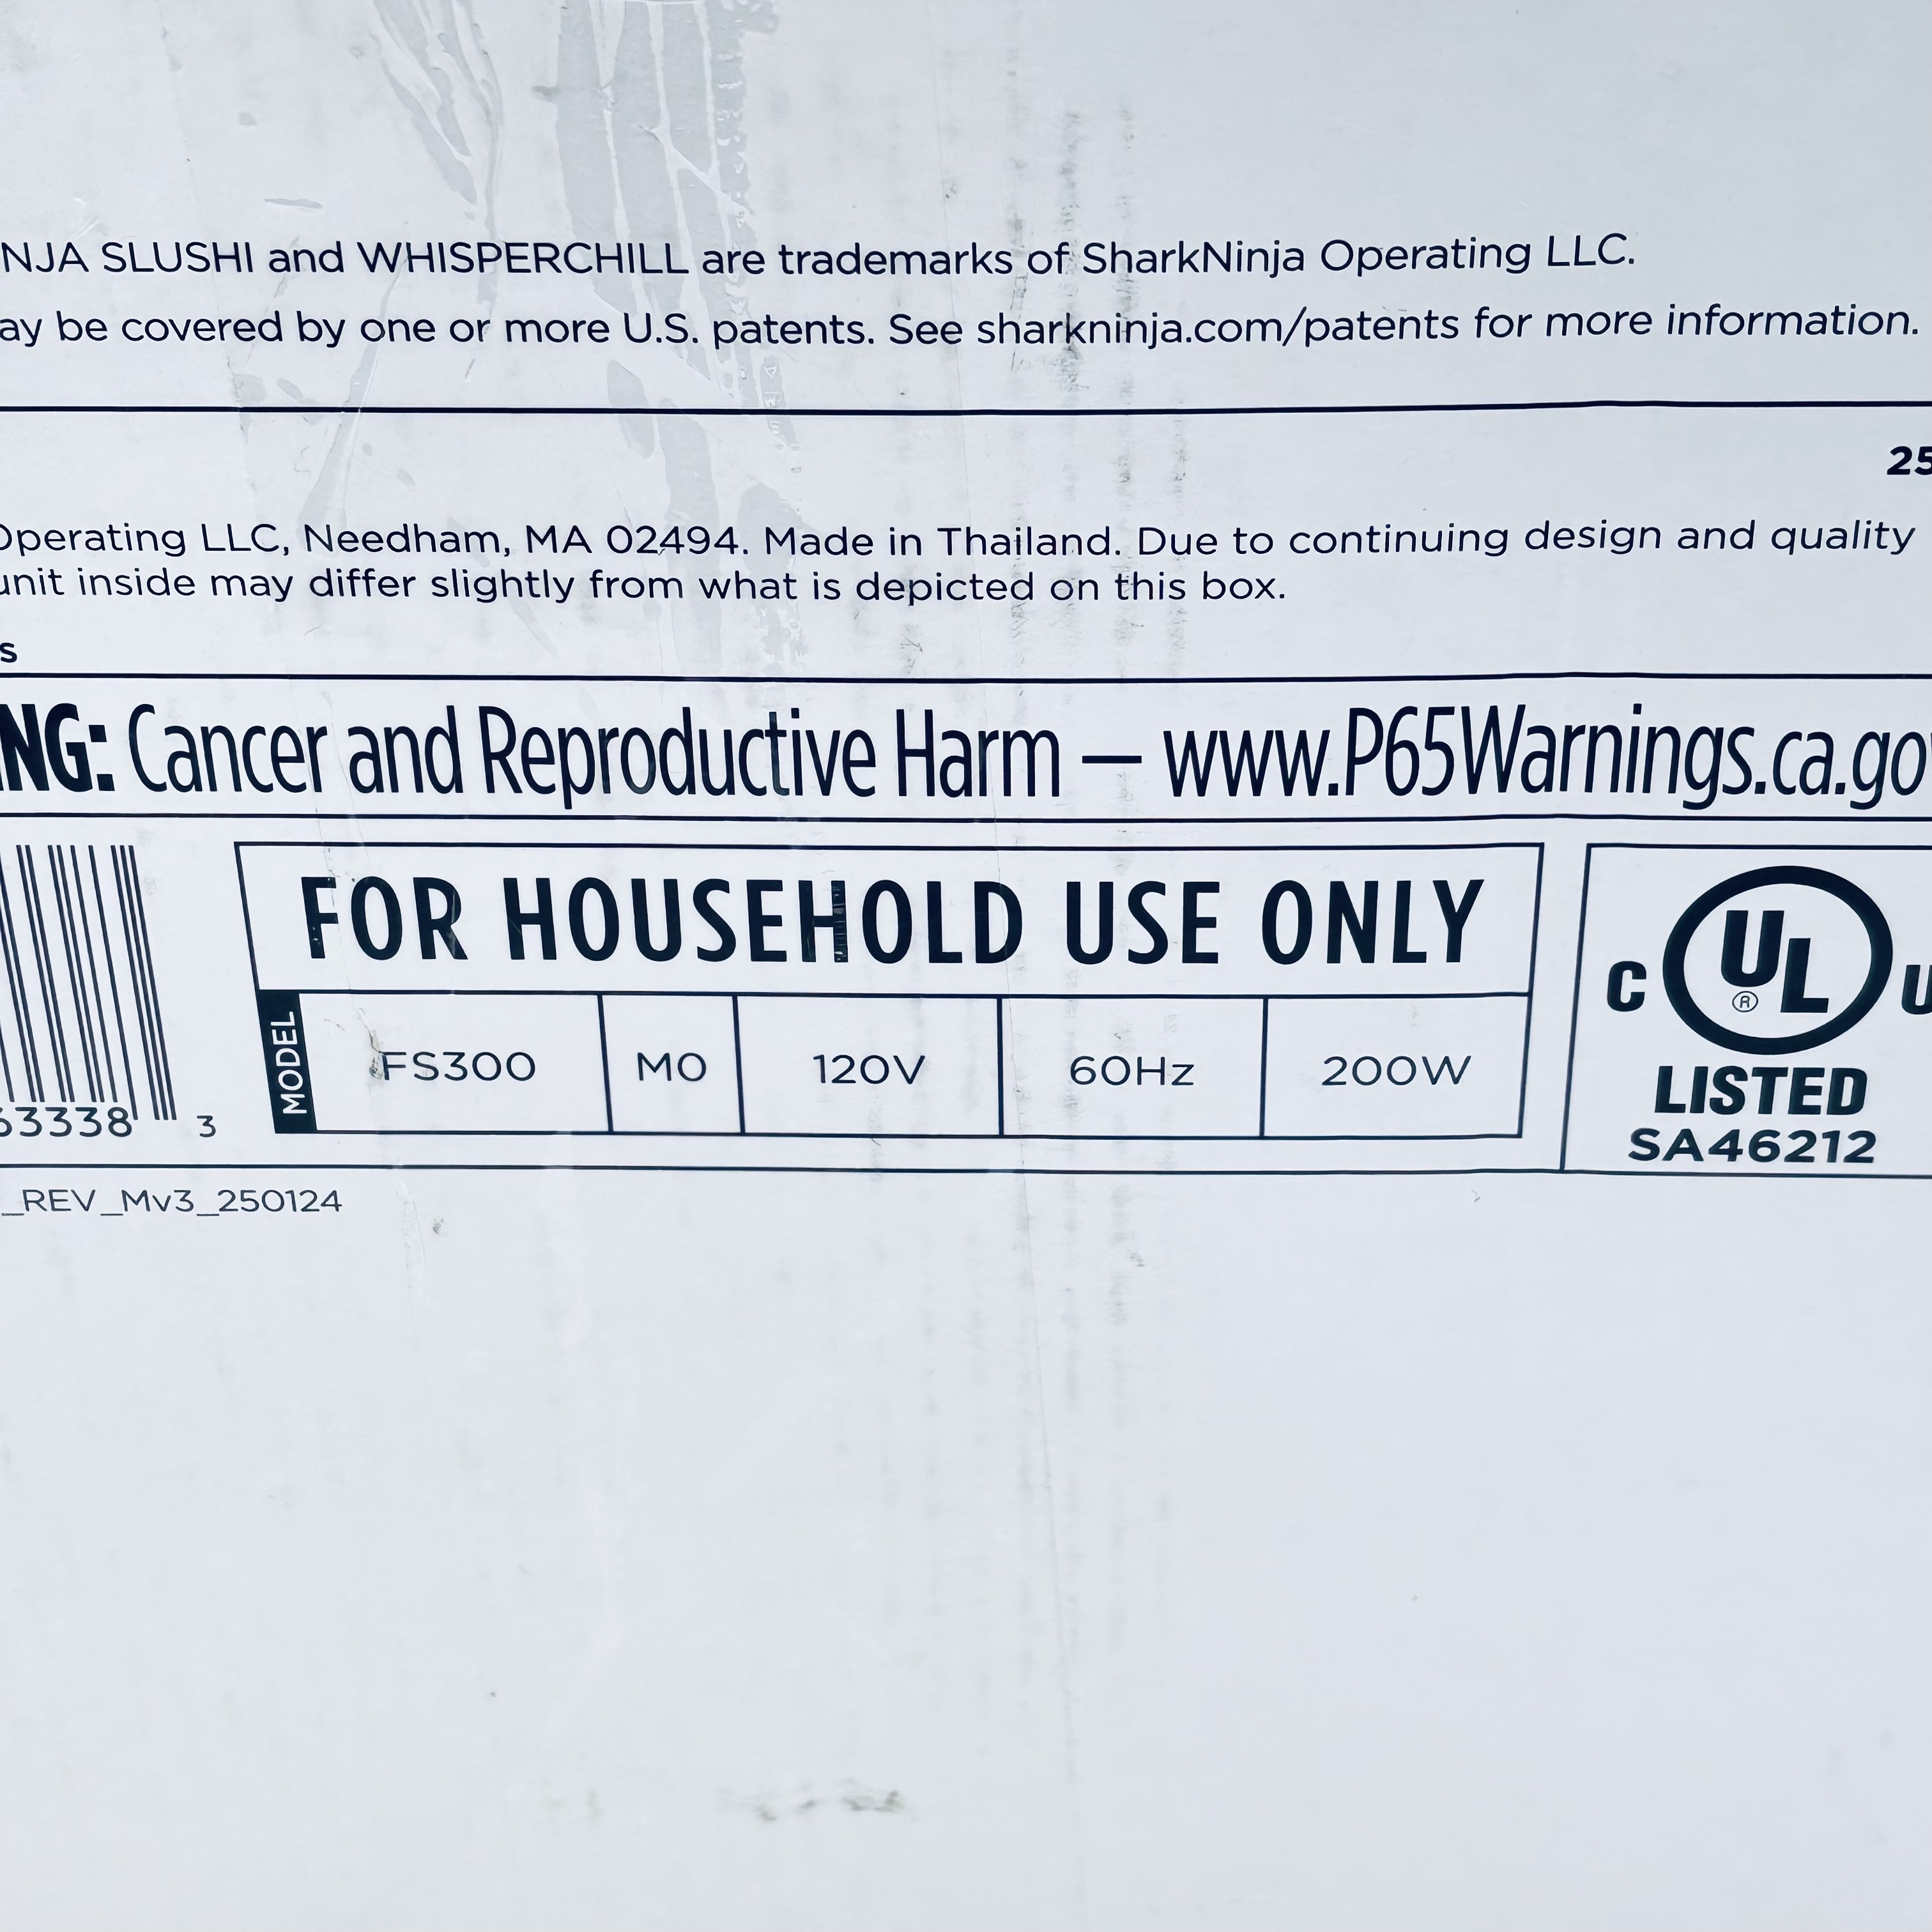 NJA SLUSHI and WHISPERCHILL are trademarks of SharkNinja Operating LLC.
ay be covered by one or more U.S. patents. See sharkninja.com/patents for more information.
25
Operating LLC, Needham, MA 02494. Made in Thailand. Due to continuing design and quality
unit inside may differ slightly from what is depicted on this box.
s
NG: Cancer and Reproductive Harm — www.P65Warnings.ca.gov
FOR HOUSEHOLD USE ONLY
MODEL FS300 M0 120V 60Hz 200W
63338 3
C UL ® U
LISTED
SA46212
_REV_Mv3_250124